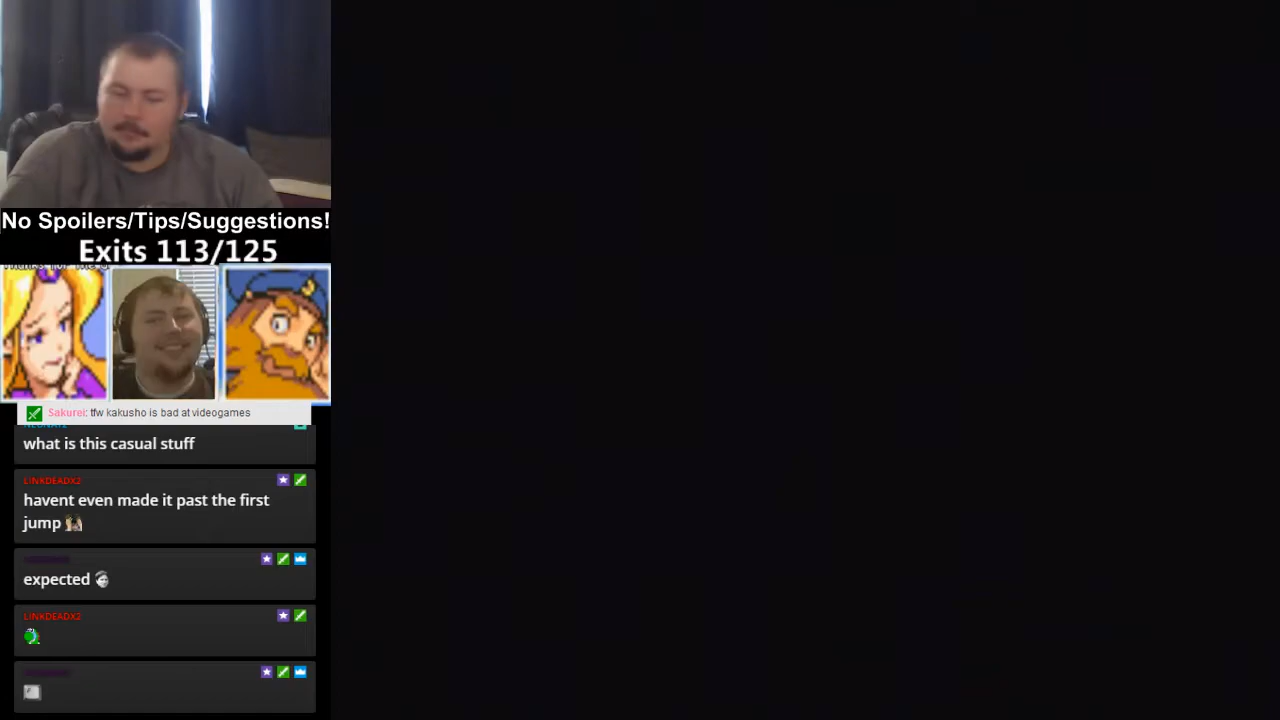 No Spoilers/Tips/Suggestions!
Exits 113/125
Sakurei: tfw kakusho is bad at videogames
what is this casual stuff
LINKDEADX2
havent even made it past the first
jump
expected
LINKDEADX2